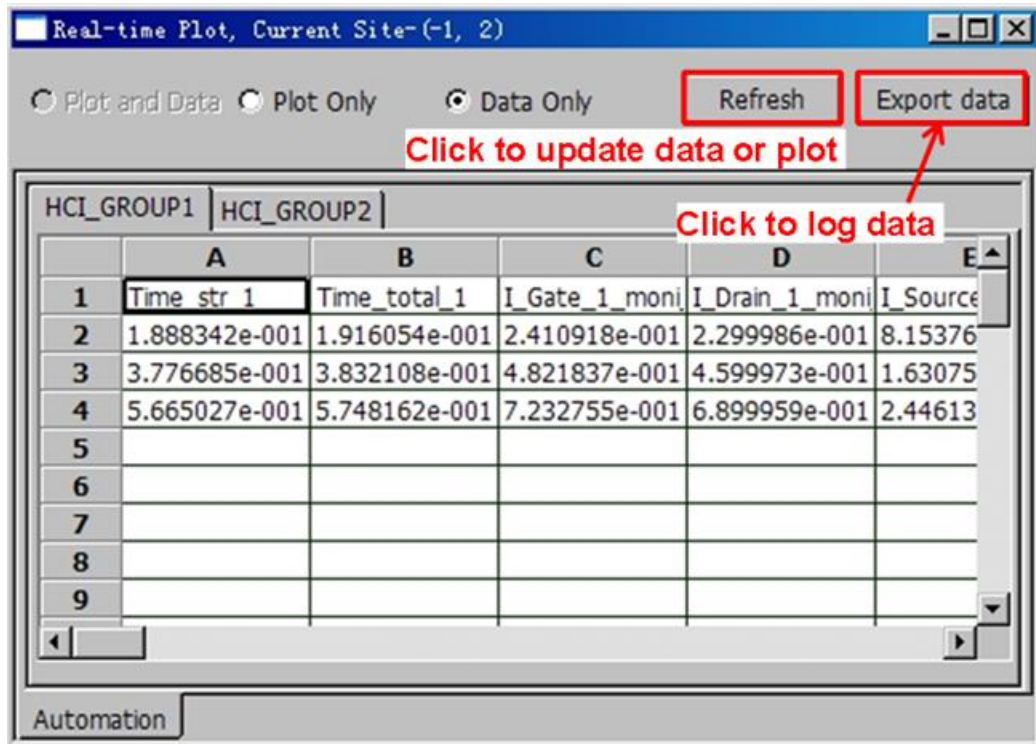 Real-time Plot, Current Site-(-1, 2)
Plot and Data Plot Only Data Only Refresh Export data
Click to update data or plot
HCI_GROUP1 HCI_GROUP2
Click to log data
A B C D E
1 Time_str_1 Time_total_1 I_Gate_1_moni I_Drain_1_moni I_Source
2 1.888342e-001 1.916054e-001 2.410918e-001 2.299986e-001 8.15376
3 3.776685e-001 3.832108e-001 4.821837e-001 4.599973e-001 1.63075
4 5.665027e-001 5.748162e-001 7.232755e-001 6.899959e-001 2.44613
5
6
7
8
9
Automation